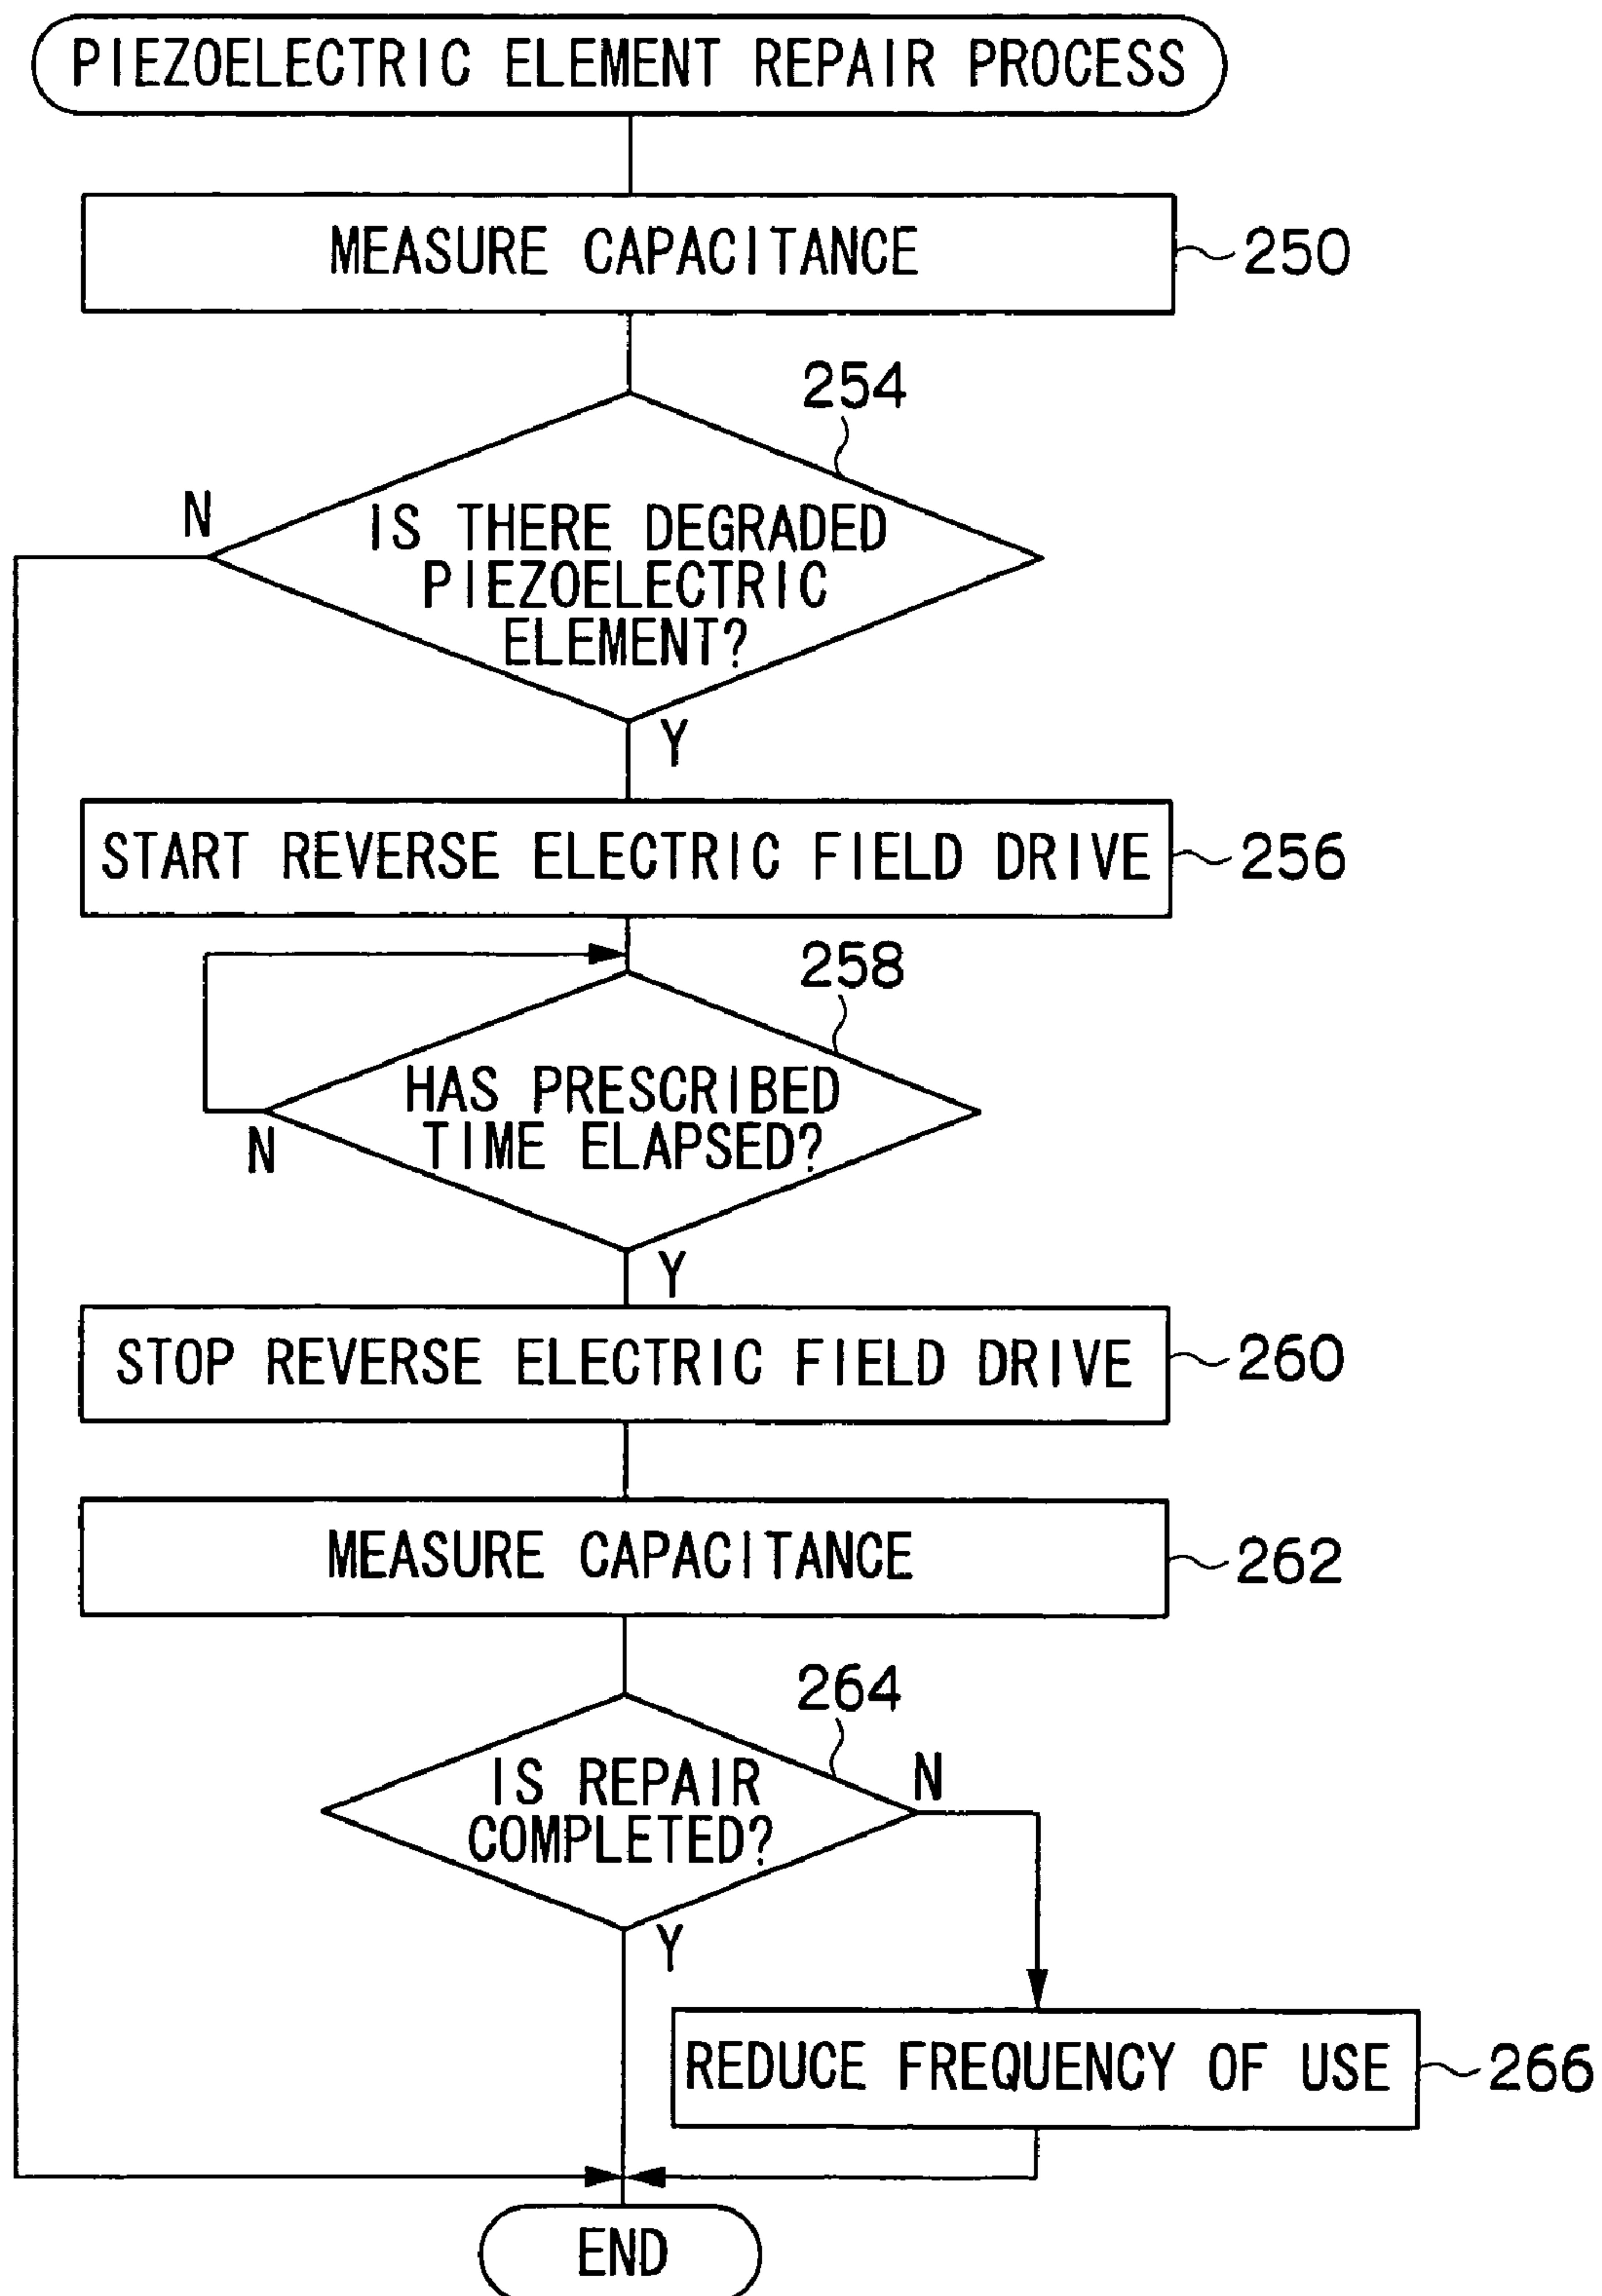 PIEZOELECTRIC ELEMENT REPAIR PROCESS
MEASURE CAPACITANCE
250
254
N
IS THERE DEGRADED
PIEZOELECTRIC
ELEMENT?
Y
START REVERSE ELECTRIC FIELD DRIVE
256
258
HAS PRESCRIBED
TIME ELAPSED?
N
Y
STOP REVERSE ELECTRIC FIELD DRIVE
260
MEASURE CAPACITANCE
262
264
IS REPAIR
COMPLETED?
N
Y
REDUCE FREQUENCY OF USE
266
END